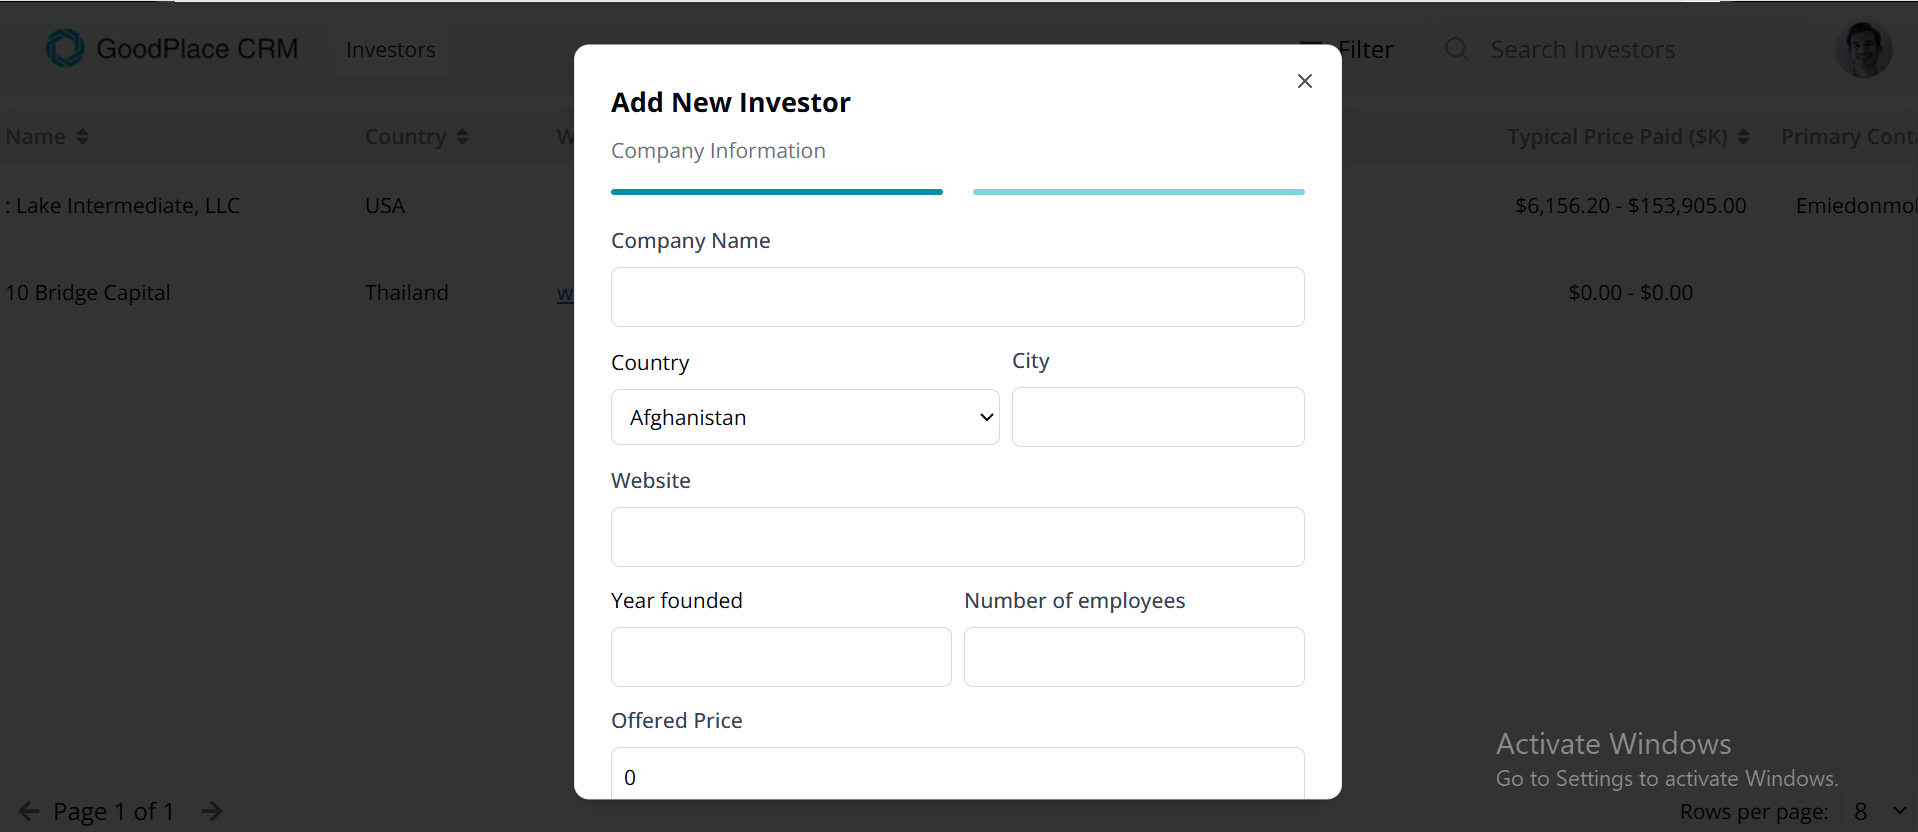 GoodPlace CRM
Investors
Filter
Search Investors
Name
Country
W
Typical Price Paid ($K)
Primary Conta
: Lake Intermediate, LLC
USA
$6,156.20 - $153,905.00
Emiedonmol
10 Bridge Capital
Thailand
w
$0.00 - $0.00
Add New Investor
Company Information
Company Name
Country
City
Afghanistan
Website
Year founded
Number of employees
Offered Price
0
Activate Windows
Go to Settings to activate Windows.
Page 1 of 1
Rows per page:
8